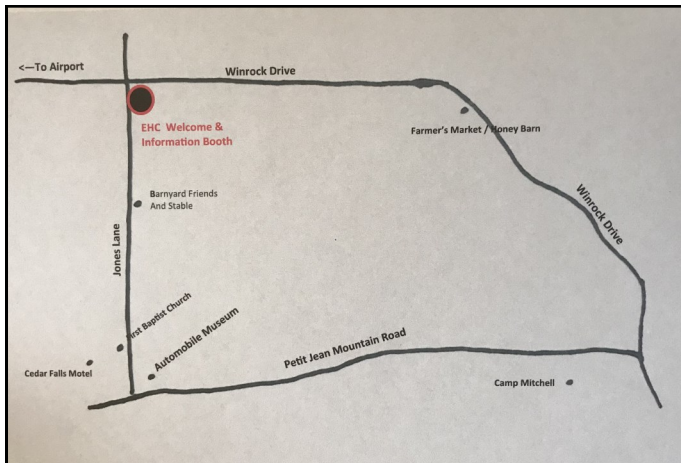 <—To Airport
Winrock Drive
EHC Welcome &
Information Booth
Farmer's Market / Honey Barn
Barnyard Friends
And Stable
Winrock Drive
Jones Lane
First Baptist Church
Automobile Museum
Cedar Falls Motel
Petit Jean Mountain Road
Camp Mitchell